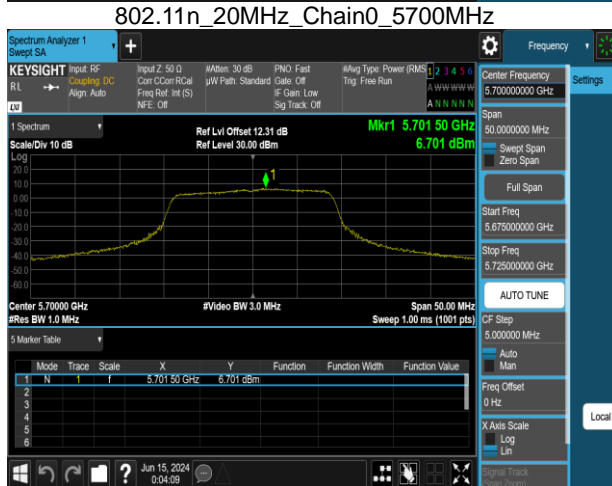 802.11n_20MHz_Chain0_5700MHz
Spectrum Analyzer 1
Swept SA
Frequency
KEYSIGHT Input: RF
RL
Coupling: DC
Align: Auto
LXI
Input Z: 50 Ω
Corr CCorr RCal
Freq Ref: Int (S)
NFE: Off
#Atten: 30 dB
µW Path: Standard
PNO: Fast
Gate: Off
IF Gain: Low
Sig Track: Off
#Avg Type: Power (RMS
Trig: Free Run
1 2 3 4 5 6
A W W W W W
A N N N N N
Center Frequency
5.700000000 GHz
Settings
Span
50.0000000 MHz
Swept Span
Zero Span
Full Span
Start Freq
5.675000000 GHz
Stop Freq
5.725000000 GHz
AUTO TUNE
CF Step
5.000000 MHz
Auto
Man
Freq Offset
0 Hz
X Axis Scale
Log
Lin
Signal Track
(Span Zoom)
Local
1 Spectrum
Scale/Div 10 dB
Ref Lvl Offset 12.31 dB
Ref Level 30.00 dBm
Mkr1 5.701 50 GHz
6.701 dBm
Log
20.0
10.0
0.00
-10.0
-20.0
-30.0
-40.0
-50.0
-60.0
1
Center 5.70000 GHz
#Res BW 1.0 MHz
#Video BW 3.0 MHz
Span 50.00 MHz
Sweep 1.00 ms (1001 pts)
5 Marker Table
Mode Trace Scale X Y Function Function Width Function Value
1 N 1 f 5.701 50 GHz 6.701 dBm
2
3
4
5
6
?
Jun 15, 2024
0:04:09